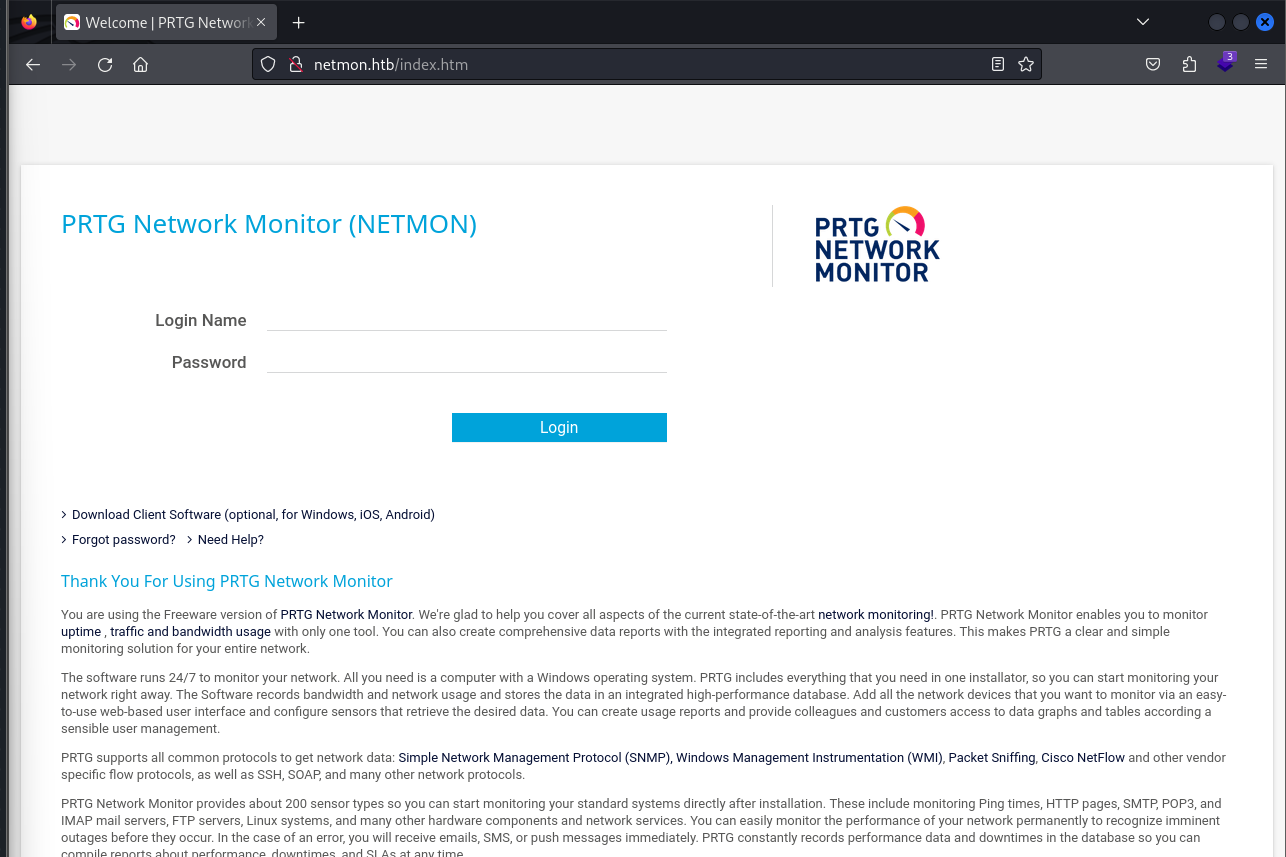 Welcome | PRTG Network
3
netmon.htb/index.htm
PRTG Network Monitor (NETMON)
PRTG
NETWORK
MONITOR
Login Name
Password
Login
Download Client Software (optional, for Windows, iOS, Android)
Forgot password? Need Help?
Thank You For Using PRTG Network Monitor
You are using the Freeware version of PRTG Network Monitor. We're glad to help you cover all aspects of the current state-of-the-art network monitoring!. PRTG Network Monitor enables you to monitor
uptime , traffic and bandwidth usage with only one tool. You can also create comprehensive data reports with the integrated reporting and analysis features. This makes PRTG a clear and simple
monitoring solution for your entire network.
The software runs 24/7 to monitor your network. All you need is a computer with a Windows operating system. PRTG includes everything that you need in one installator, so you can start monitoring your
network right away. The Software records bandwidth and network usage and stores the data in an integrated high-performance database. Add all the network devices that you want to monitor via an easy-
to-use web-based user interface and configure sensors that retrieve the desired data. You can create usage reports and provide colleagues and customers access to data graphs and tables according a
sensible user management.
PRTG supports all common protocols to get network data: Simple Network Management Protocol (SNMP), Windows Management Instrumentation (WMI), Packet Sniffing, Cisco NetFlow and other vendor
specific flow protocols, as well as SSH, SOAP, and many other network protocols.
PRTG Network Monitor provides about 200 sensor types so you can start monitoring your standard systems directly after installation. These include monitoring Ping times, HTTP pages, SMTP, POP3, and
IMAP mail servers, FTP servers, Linux systems, and many other hardware components and network services. You can easily monitor the performance of your network permanently to recognize imminent
outages before they occur. In the case of an error, you will receive emails, SMS, or push messages immediately. PRTG constantly records performance data and downtimes in the database so you can
compile reports about performance, downtimes, and SLAs at any time.